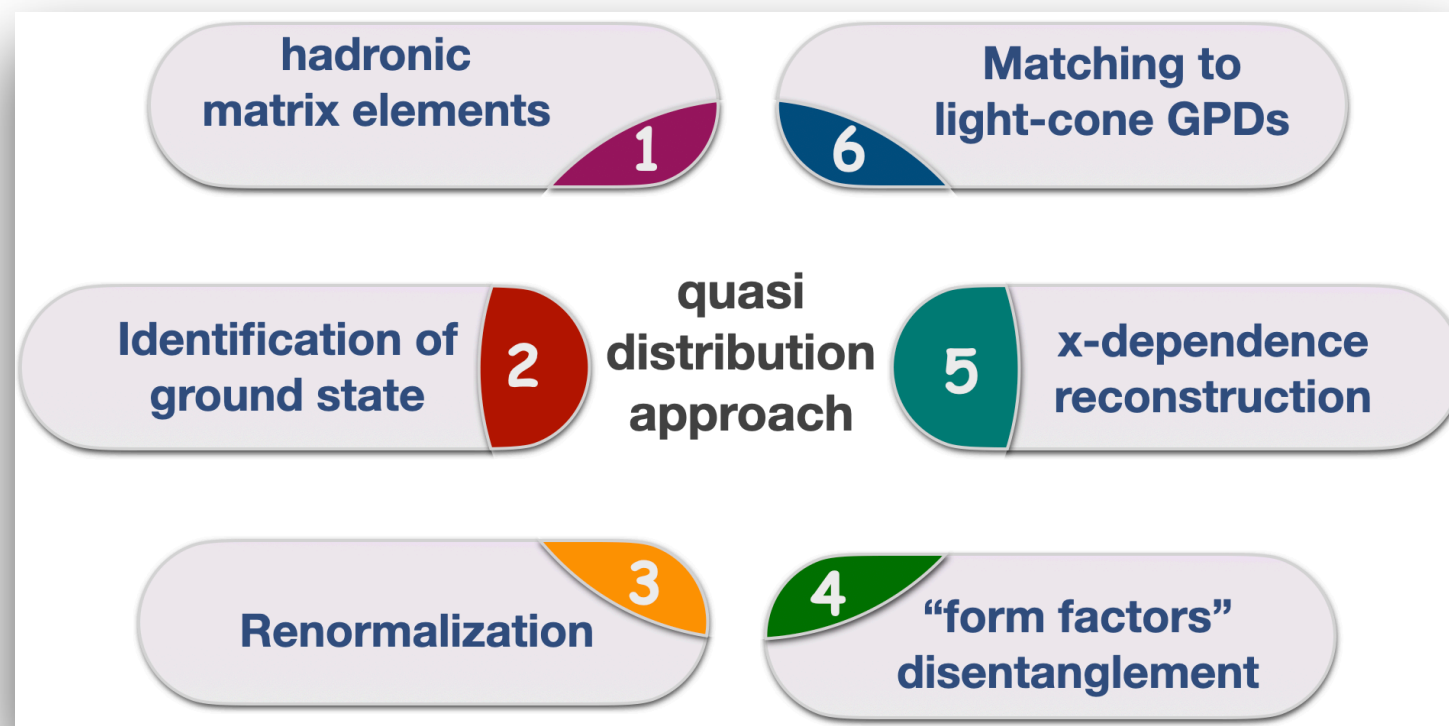 hadronic
matrix elements
1
Identification of
ground state
2
Renormalization
3
4
“form factors”
disentanglement
5
x-dependence
reconstruction
6
Matching to
light-cone GPDs
quasi
distribution
approach